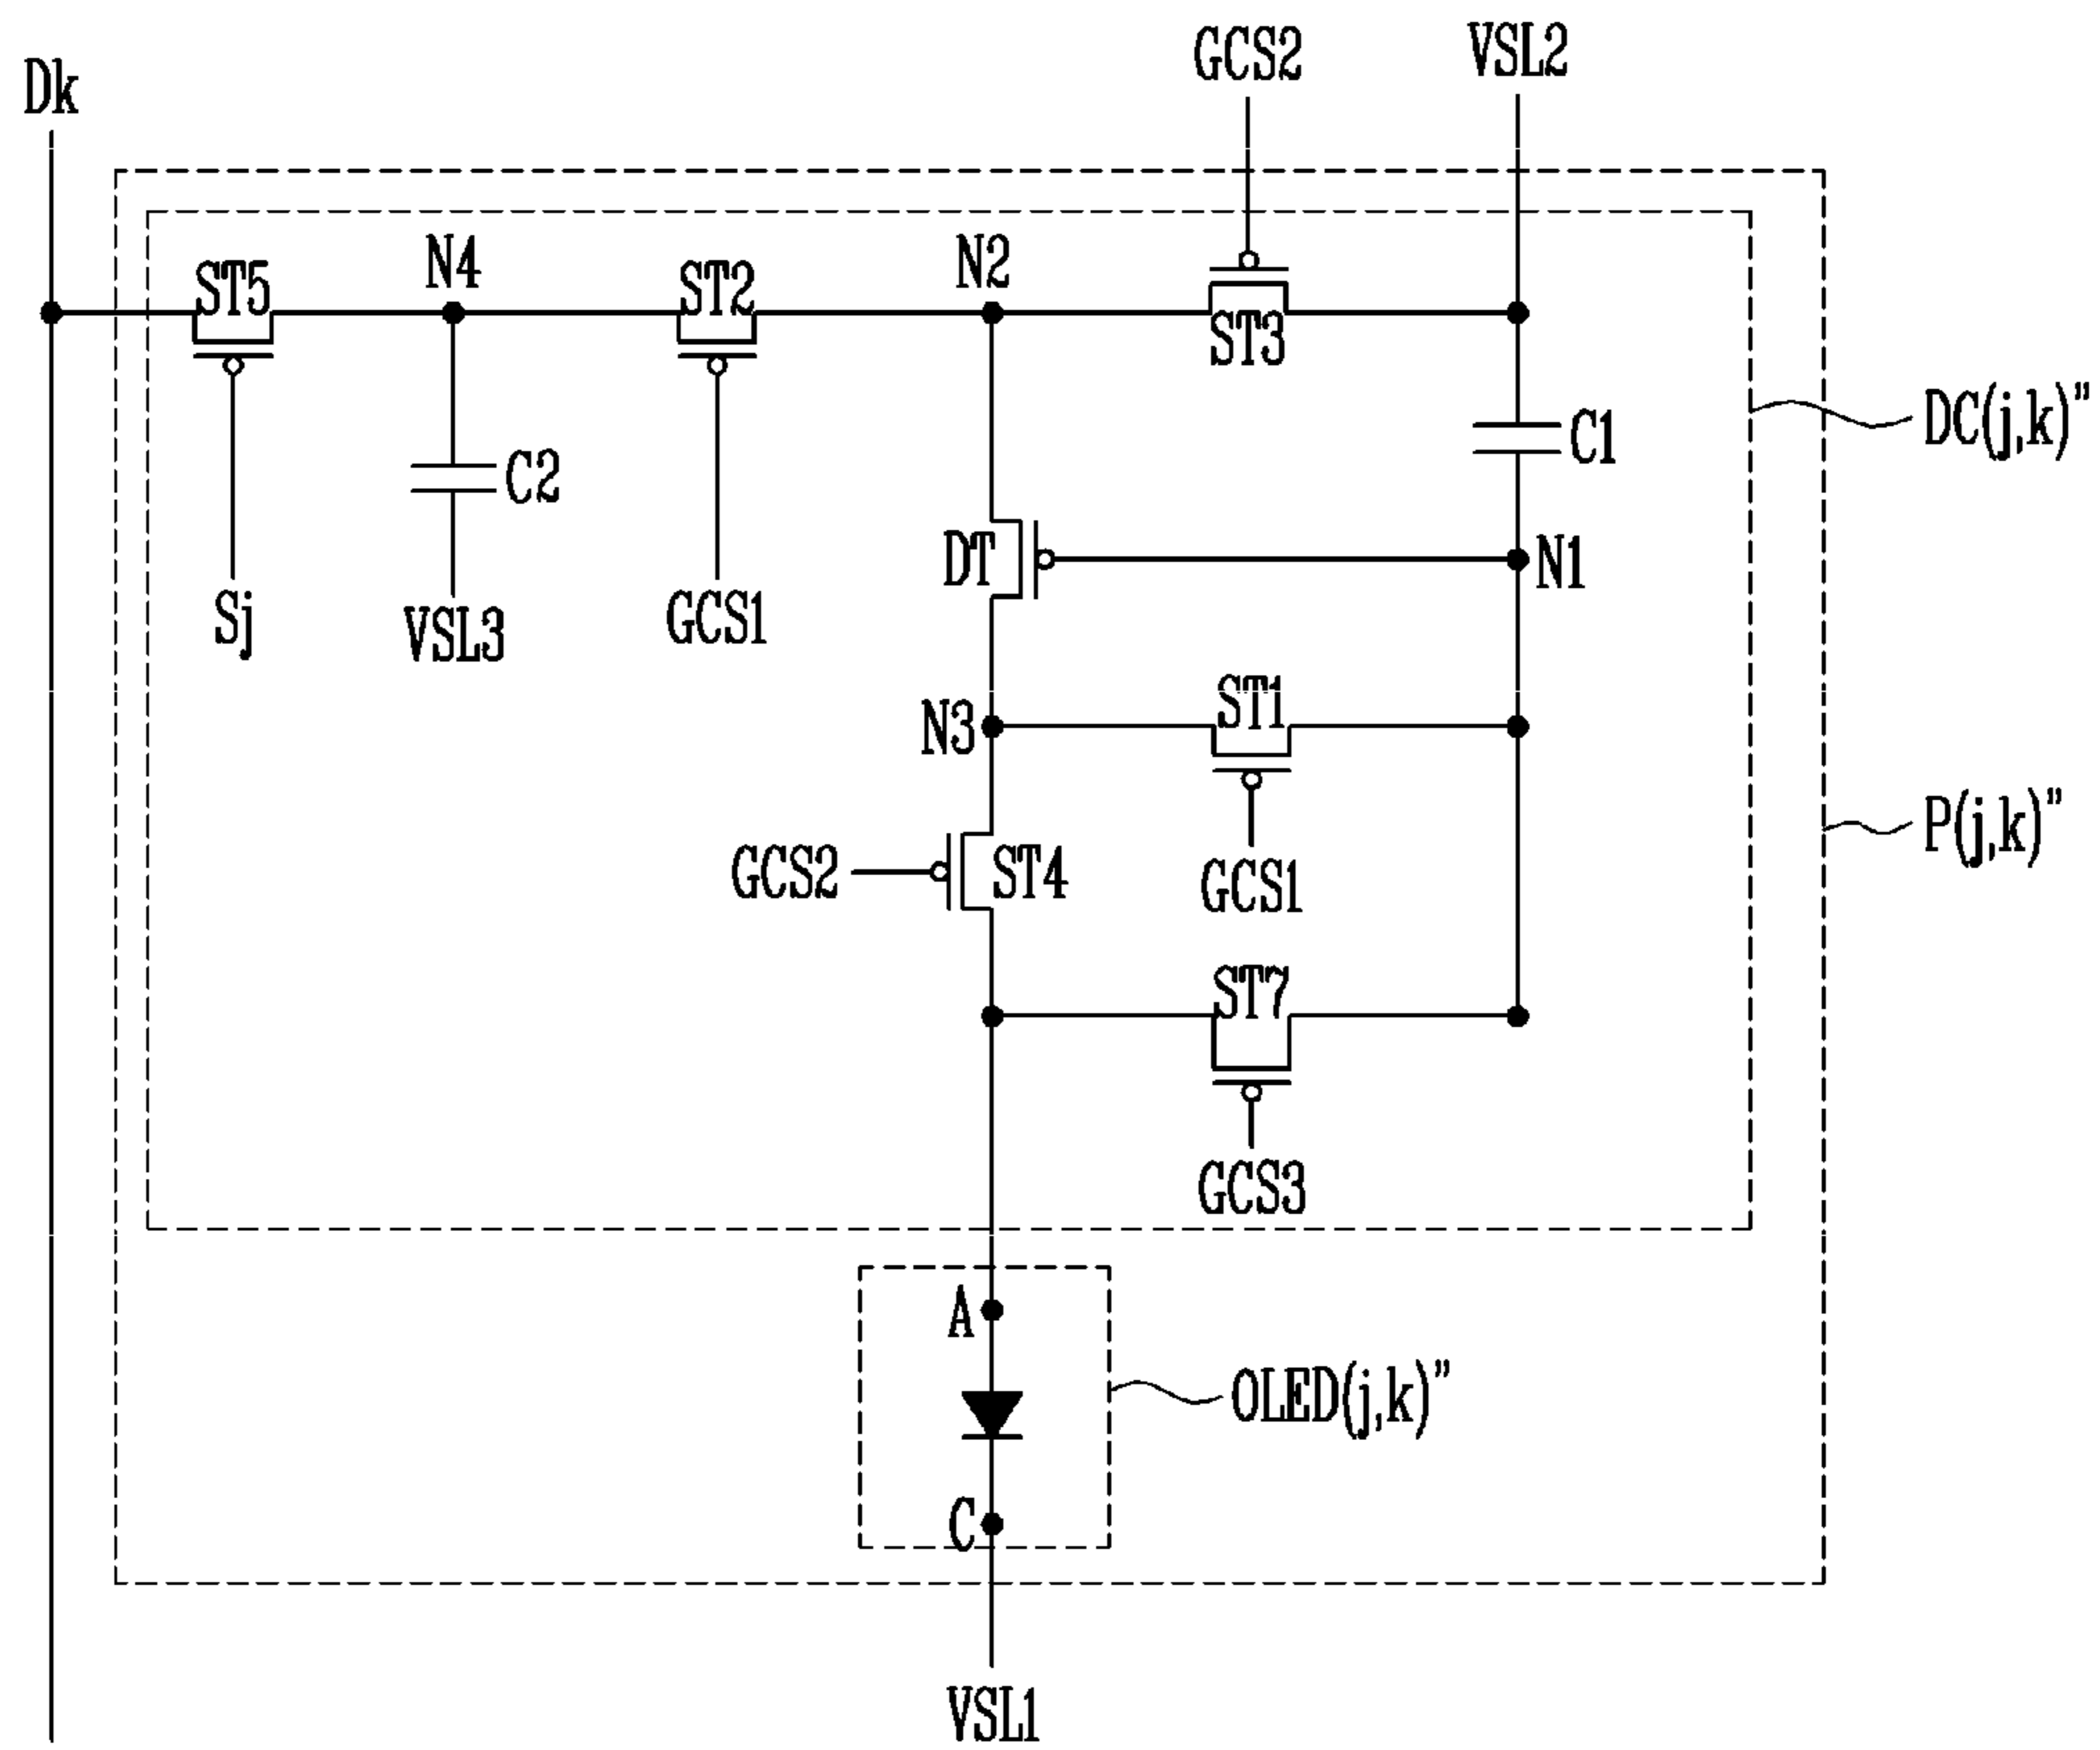 GCS2
VSL2
Dk
N4
N2
ST5
ST2
ST3
DC(j,k)"
C1
C2
DT
N1
Sj
VSL3
GCS1
ST1
N3
P(j,k)"
GCS2
ST4
GCS1
ST7
GCS3
A
OLED(j,k)"
C
VSL1